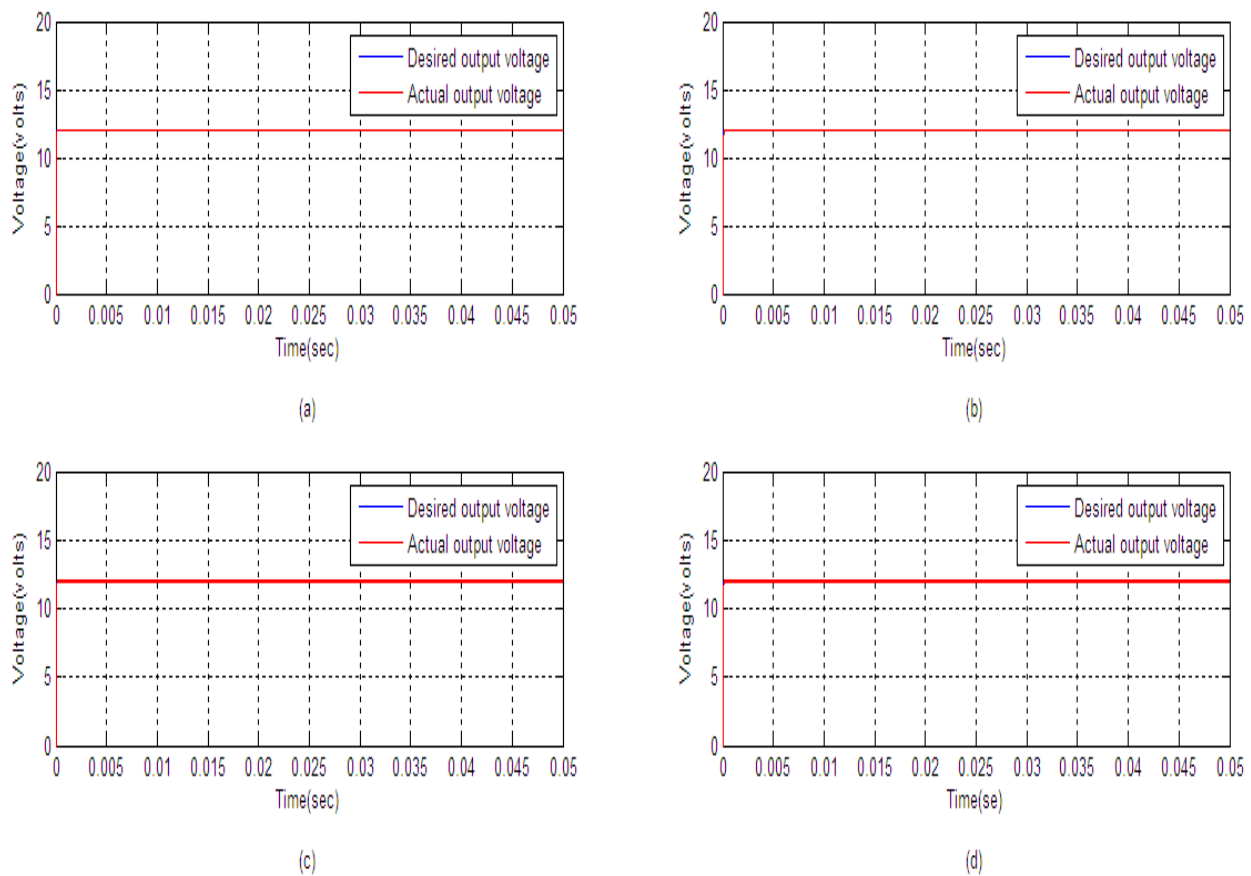 20
15
10
5
0
Voltage(volts)
Desired output voltage
Actual output voltage
0 0.005 0.01 0.015 0.02 0.025 0.03 0.035 0.04 0.045 0.05
Time(sec)
(a)
20
15
10
5
0
Voltage(volts)
Desired output voltage
Actual output voltage
0 0.005 0.01 0.015 0.02 0.025 0.03 0.035 0.04 0.045 0.05
Time(sec)
(b)
20
15
10
5
0
Voltage(volts)
Desired output voltage
Actual output voltage
0 0.005 0.01 0.015 0.02 0.025 0.03 0.035 0.04 0.045 0.05
Time(sec)
(c)
20
15
10
5
0
Voltage(volts)
Desired output voltage
Actual output voltage
0 0.005 0.01 0.015 0.02 0.025 0.03 0.035 0.04 0.045 0.05
Time(se)
(d)